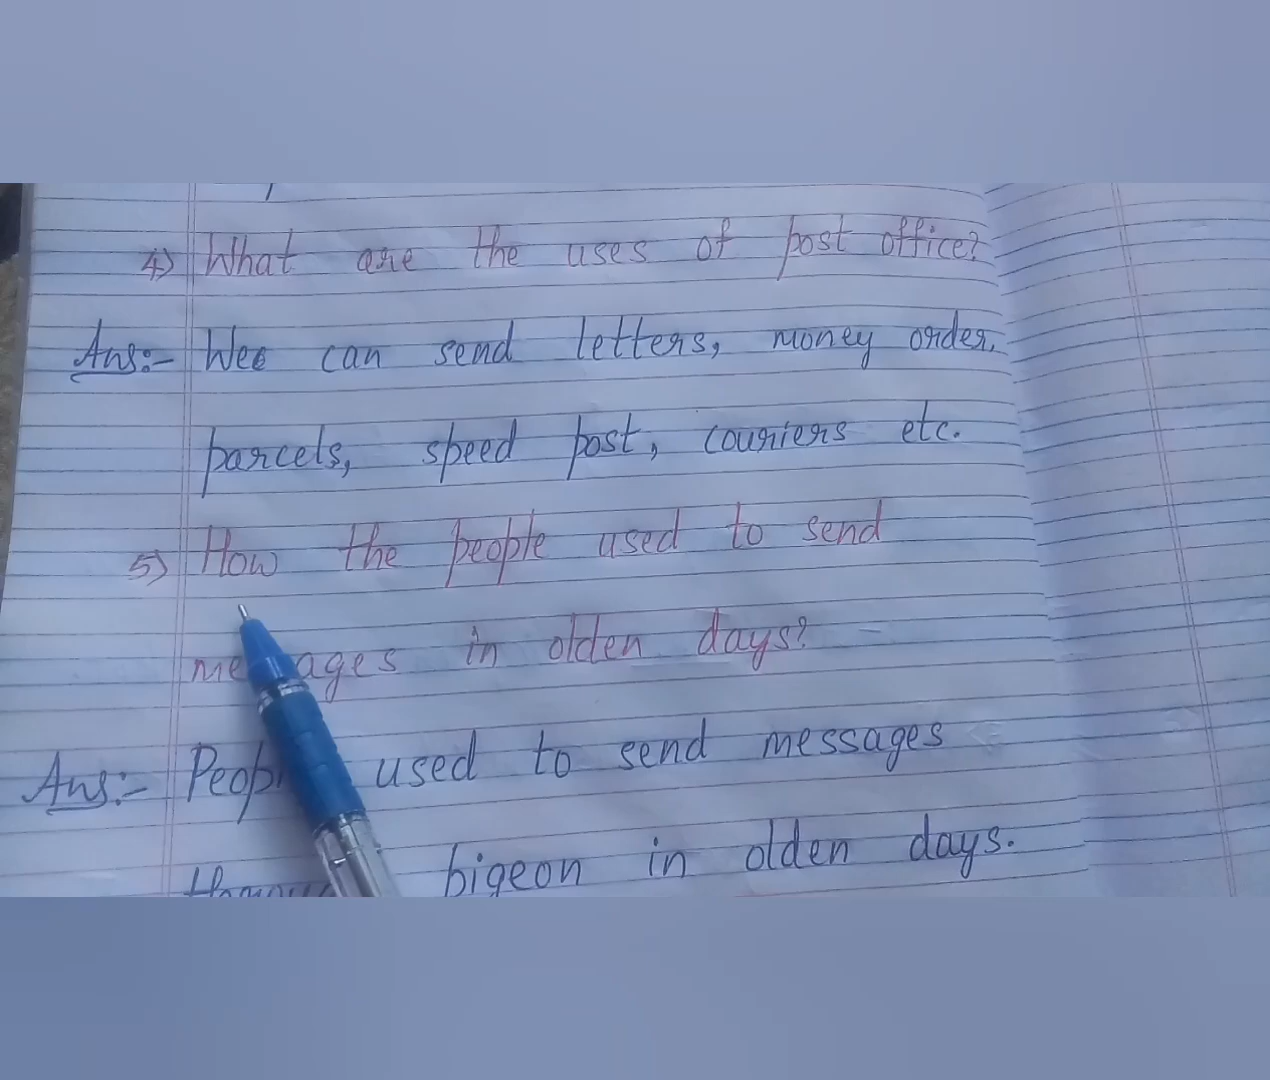 4) What are the uses of post office?
Ans:- Wee can send letters, money order,
parcels, speed post, couriers etc.
5) How the people used to send
in olden days?
Ans:- used to send messages
pigeon in olden days.